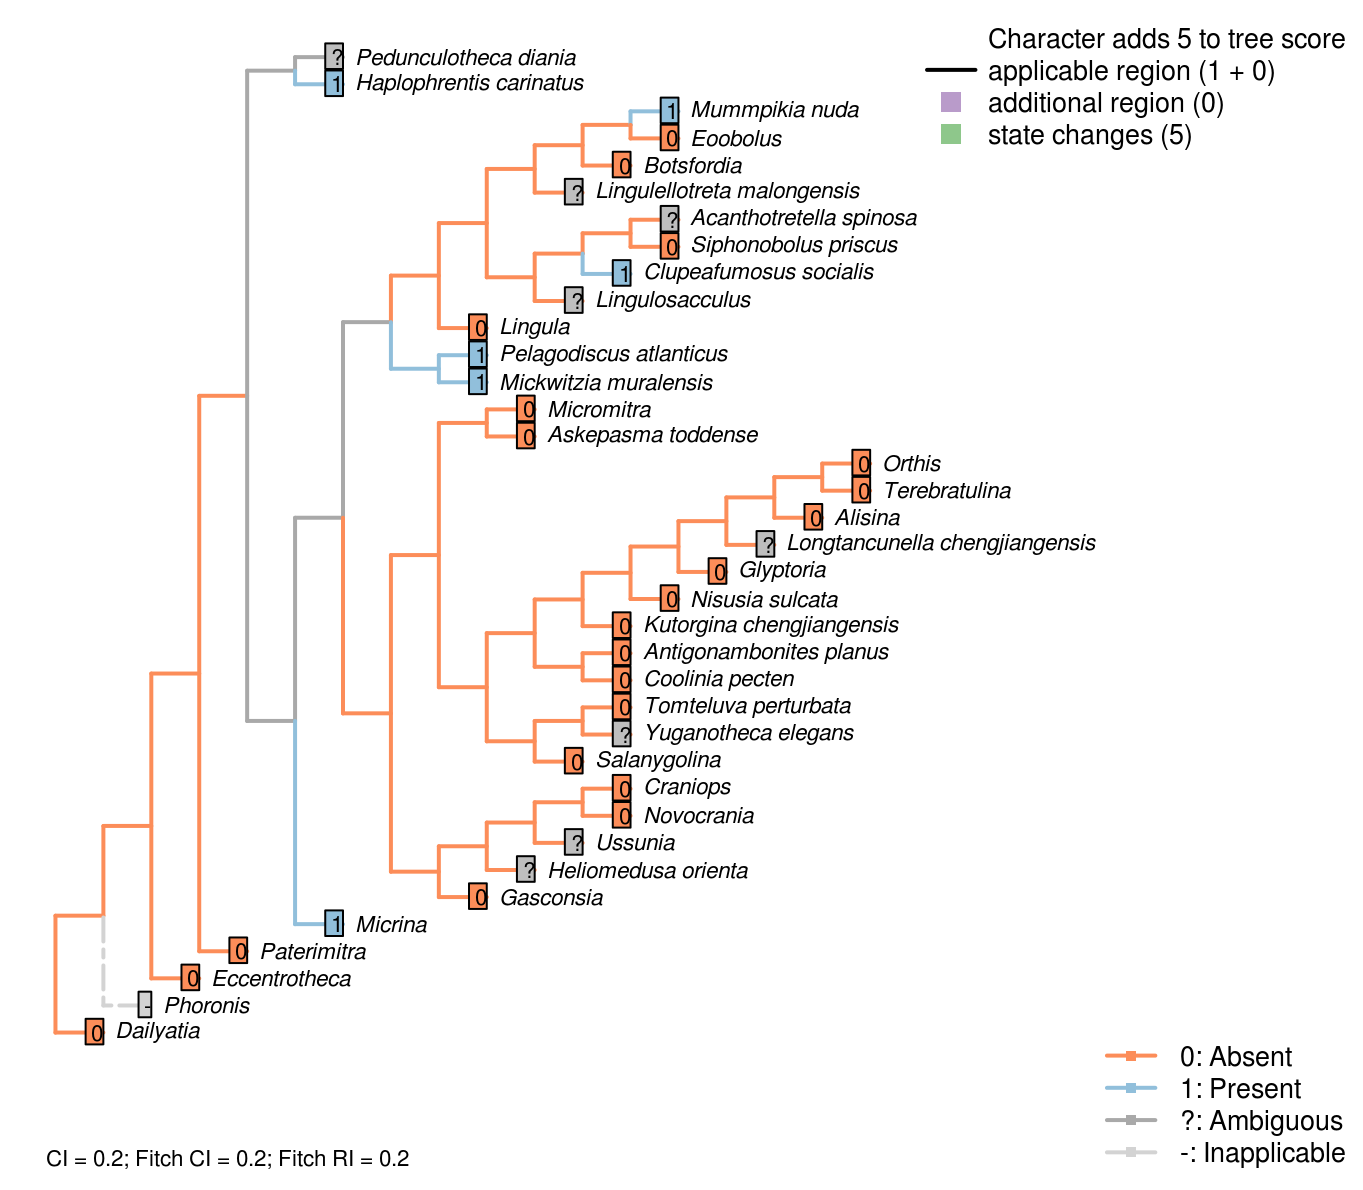 Character adds 5 to tree score
applicable region (1 + 0)
additional region (0)
state changes (5)
? Pedunculotheca diania
1 Haplophrentis carinatus
1 Mummpikia nuda
0 Eoobolus
0 Botsfordia
? Lingulellotreta malongensis
? Acanthotretella spinosa
0 Siphonobolus priscus
1 Clupeafumosus socialis
? Lingulosacculus
0 Lingula
1 Pelagodiscus atlanticus
1 Mickwitzia muralensis
0 Micromitra
0 Askepasma toddense
0 Orthis
0 Terebratulina
0 Alisina
? Longtancunella chengjiangensis
0 Glyptoria
0 Nisusia sulcata
0 Kutorgina chengjiangensis
0 Antigonambonites planus
0 Coolinia pecten
0 Tomteluva perturbata
? Yuganotheca elegans
0 Salanygolina
0 Craniops
0 Novocrania
? Ussunia
? Heliomedusa orienta
0 Gasconsia
1 Micrina
0 Paterimitra
0 Eccentrotheca
- Phoronis
0 Dailyatia
0: Absent
1: Present
?: Ambiguous
-: Inapplicable
CI = 0.2; Fitch CI = 0.2; Fitch RI = 0.2